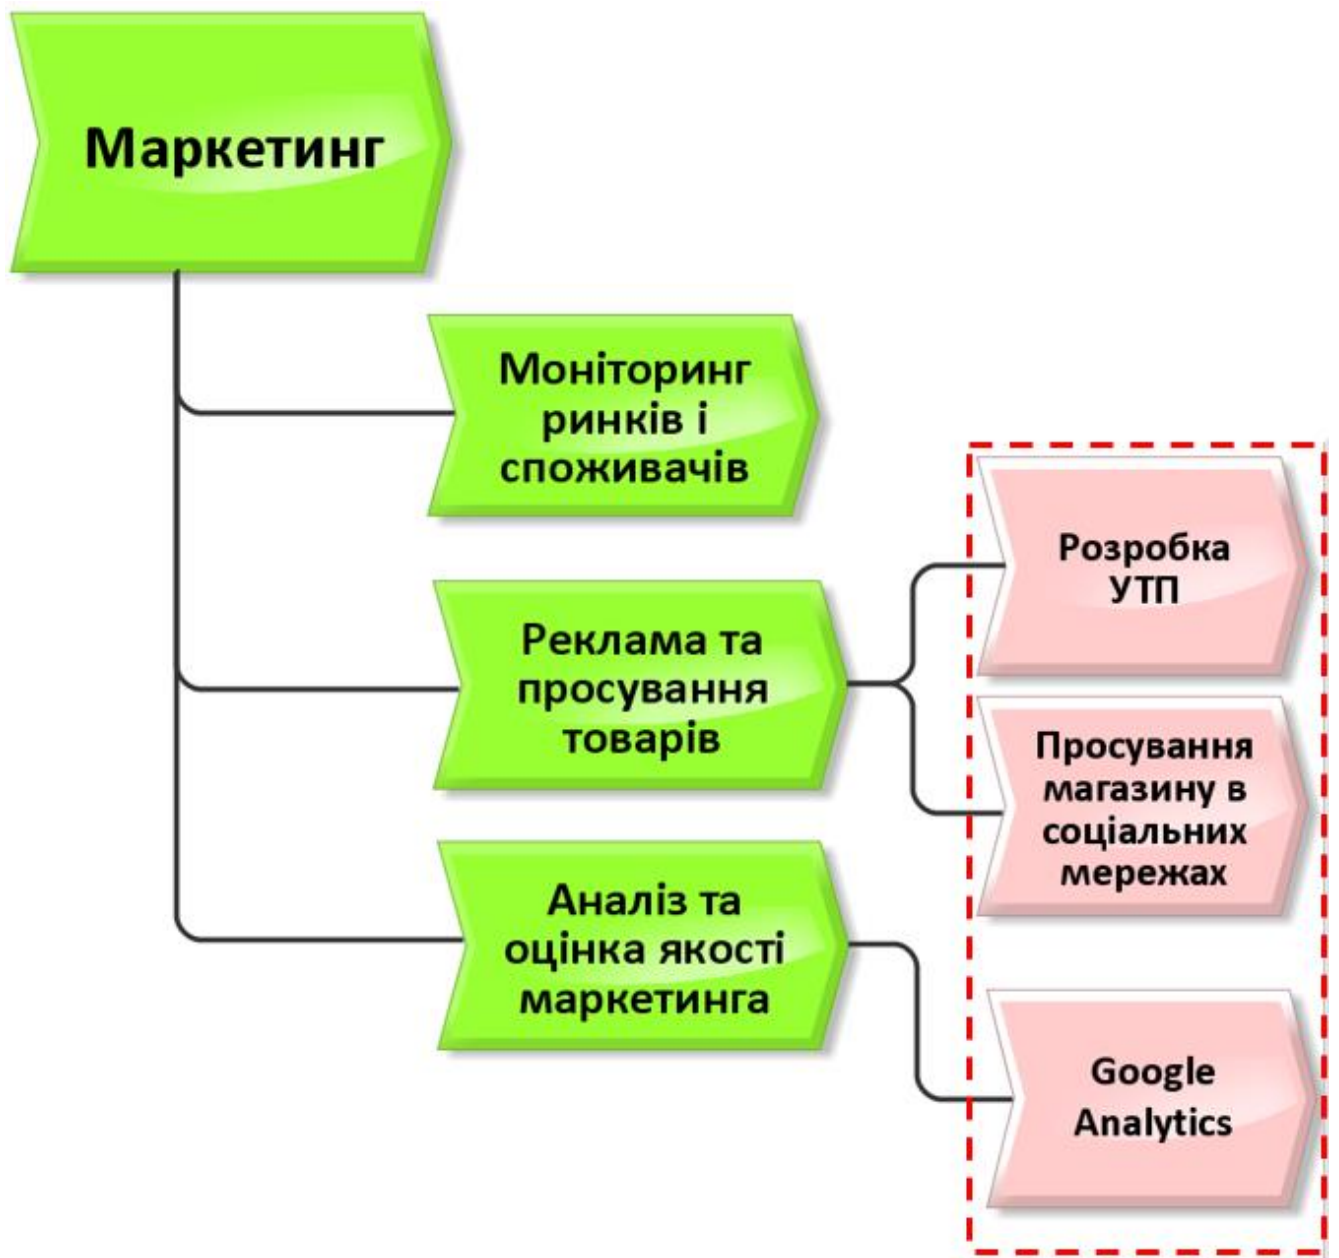 Маркетинг
Моніторинг
ринків і
споживачів
Реклама та
просування
товарів
Аналіз та
оцінка якості
маркетинга
Розробка
УТП
Просування
магазину в
соціальних
мережах
Google
Analytics